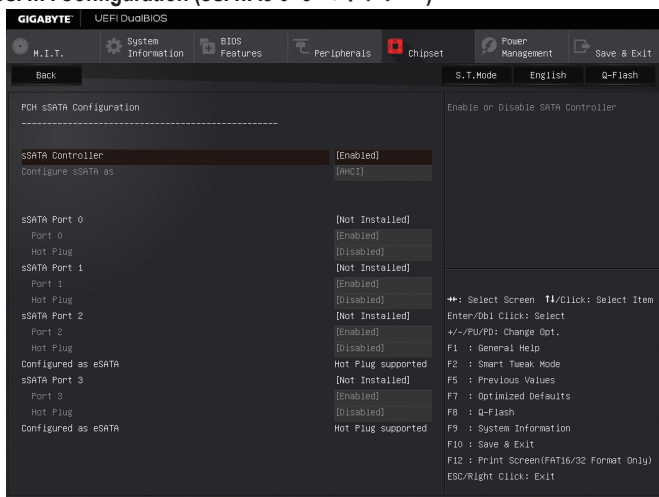 GIGABYTE UEFI DualBIOS
M.I.T.
System Information
BIOS Features
Peripherals
Chipset
Power Management
Save & Exit
Back
S.T.Mode English Q-Flash
PCH sSATA Configuration
Enable or Disable SATA Controller
--------------------------------------------------
sSATA Controller [Enabled]
Configure sSATA as [AHCI]
sSATA Port 0 [Not Installed]
Port 0 [Enabled]
Hot Plug [Disabled]
sSATA Port 1 [Not Installed]
Port 1 [Enabled]
Hot Plug [Disabled]
sSATA Port 2 [Not Installed]
Port 2 [Enabled]
Hot Plug [Disabled]
Configured as eSATA Hot Plug supported
sSATA Port 3 [Not Installed]
Port 3 [Enabled]
Hot Plug [Disabled]
Configured as eSATA Hot Plug supported
→←: Select Screen ↑↓/Click: Select Item
Enter/Dbl Click: Select
+/-/PU/PD: Change Opt.
F1 : General Help
F2 : Smart Tweak Mode
F5 : Previous Values
F7 : Optimized Defaults
F8 : Q-Flash
F9 : System Information
F10 : Save & Exit
F12 : Print Screen(FAT16/32 Format Only)
ESC/Right Click: Exit